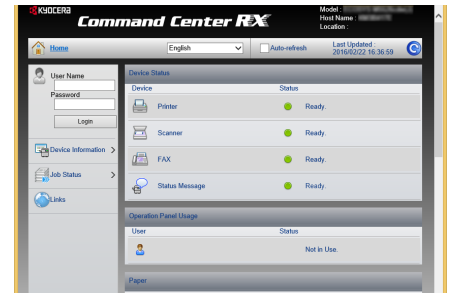 KYOCERA
Command Center RX
Model :
Host Name :
Location :
Home
English
Auto-refresh
Last Updated :
2016/02/22 16:36:59
User Name
Password
Login
Device Information
Job Status
Links
Device Status
Device Status
Printer Ready.
Scanner Ready.
FAX Ready.
Status Message Ready.
Operation Panel Usage
User Status
Not in Use.
Paper